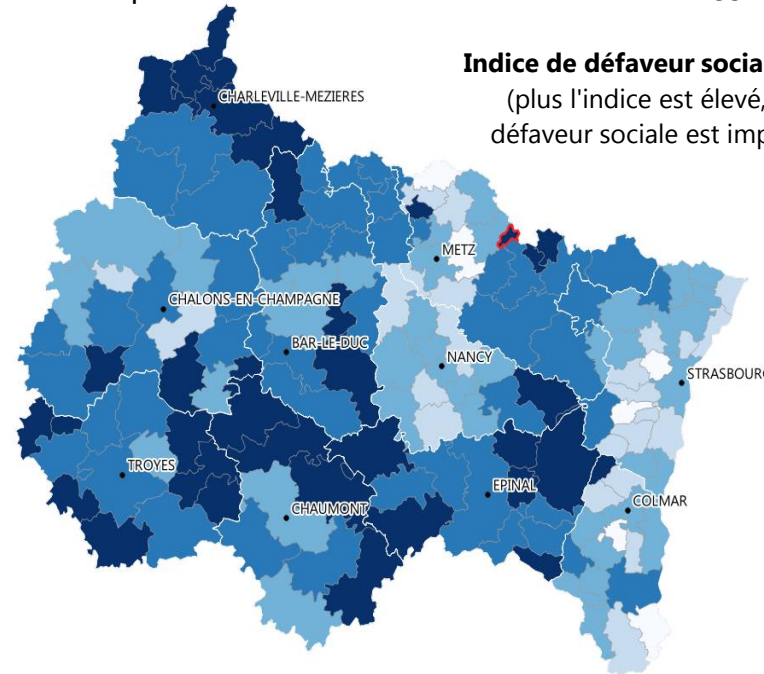 Indice de défaveur socia
(plus l'indice est élevé,
défaveur sociale est imp
CHARLEVILLE-MEZIERES
METZ
CHALONS-EN-CHAMPAGNE
BAR-LE-DUC
NANCY
STRASBOURG
TROYES
EPINAL
CHAUMONT
COLMAR